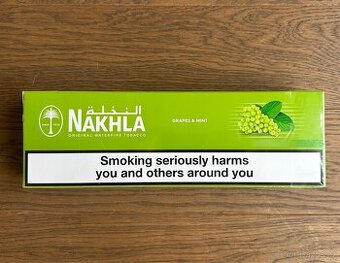 النخلة
NAKHLA
ORIGINAL WATERPIPE TOBACCO
GRAPES & MINT
Smoking seriously harms
you and others around you